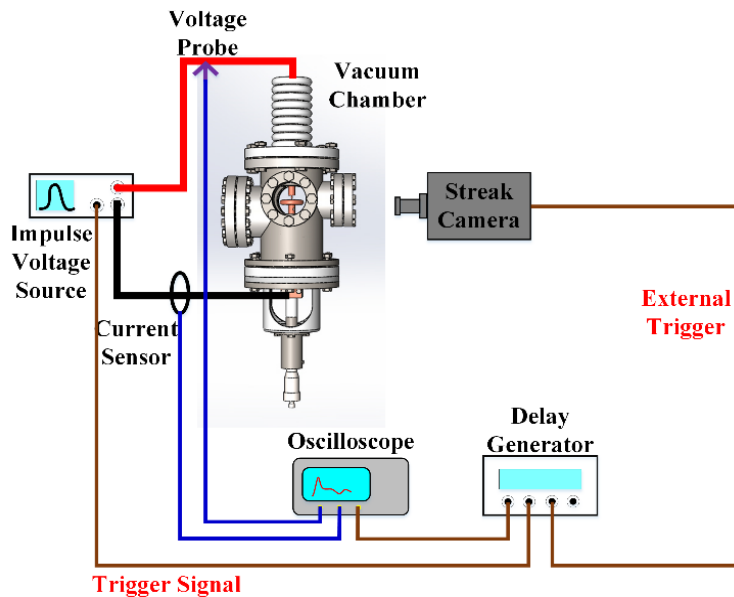 Voltage
Probe
Vacuum
Chamber
Streak
Camera
Impulse
Voltage
Source
External
Trigger
Current
Sensor
Delay
Generator
Oscilloscope
Trigger Signal